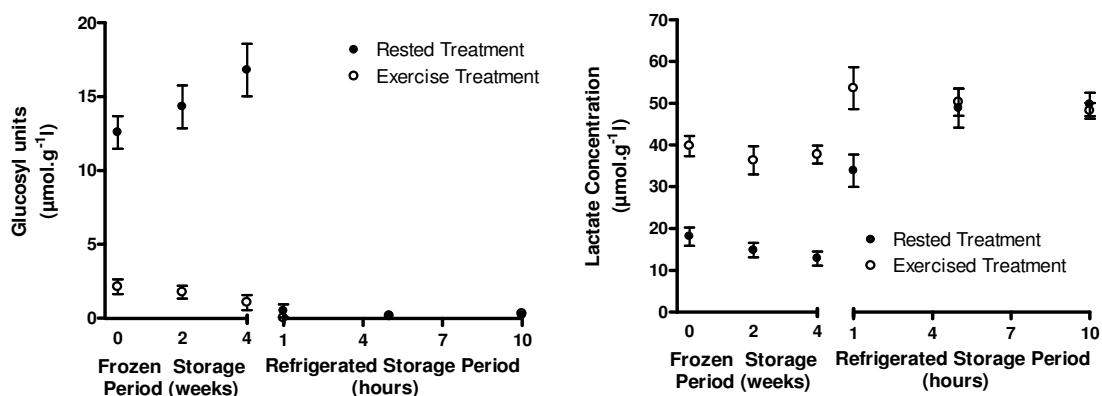 Glucosyl units
(µmol.g⁻¹l)
20
15
10
5
0
Rested Treatment
Exercise Treatment
0 2 4
1 4 7 10
Frozen Storage
Period (weeks)
Refrigerated Storage Period
(hours)
Lactate Concentration
(µmol.g⁻¹l)
70
60
50
40
30
20
10
0
Rested Treatment
Exercised Treatment
0 2 4
1 4 7 10
Frozen Storage
Period (weeks)
Refrigerated Storage Period
(hours)